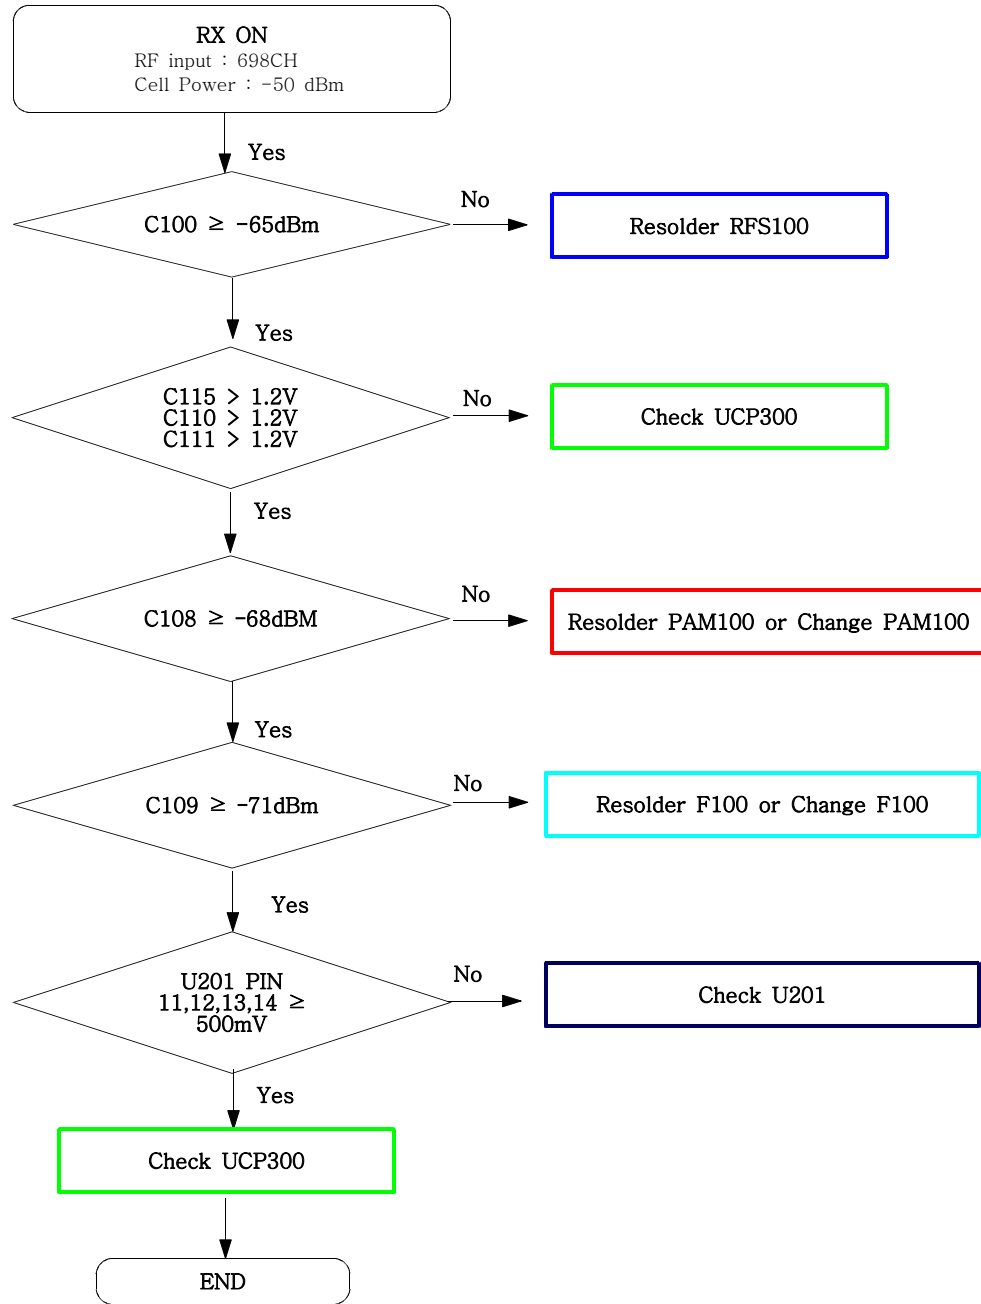 RX ON
RF input : 698CH
Cell Power : -50 dBm
Yes
C100 ≥ -65dBm
No
Resolder RFS100
Yes
C115 > 1.2V
C110 > 1.2V
C111 > 1.2V
No
Check UCP300
Yes
C108 ≥ -68dBM
No
Resolder PAM100 or Change PAM100
Yes
C109 ≥ -71dBm
No
Resolder F100 or Change F100
Yes
U201 PIN
11,12,13,14 ≥
500mV
No
Check U201
Yes
Check UCP300
END